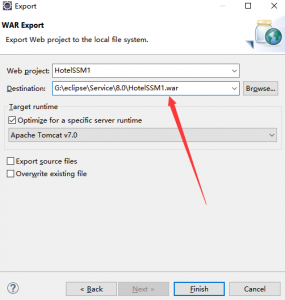 Export
WAR Export
Export Web project to the local file system.
Web project: HotelSSM1
Destination: G:\eclipse\Service\8.0\HotelSSM1.war Browse...
Target runtime
Optimize for a specific server runtime
Apache Tomcat v7.0
Export source files
Overwrite existing file
? < Back Next > Finish Cancel